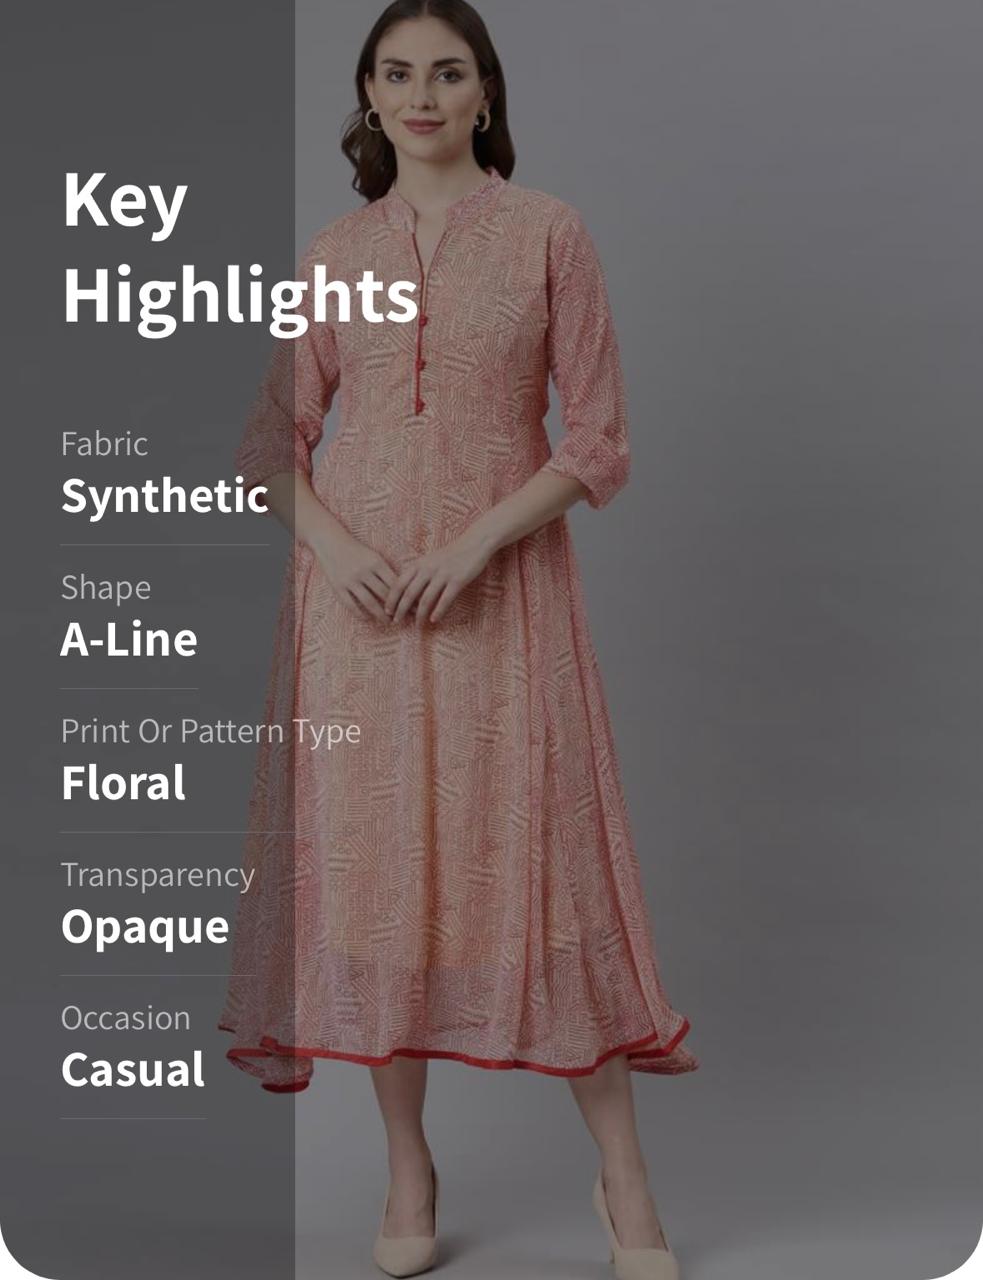 Key
Highlights
Fabric
Synthetic
Shape
A-Line
Print Or Pattern Type
Floral
Transparency
Opaque
Occasion
Casual